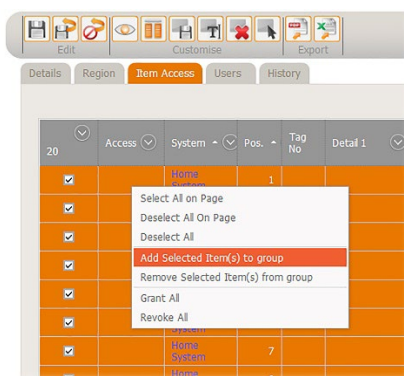 Edit Customise Export
Details Region Item Access Users History
20 Access System Pos. Tag No Detail 1
Home System 1
Select All on Page
Deselect All On Page
Deselect All
Add Selected Item(s) to group
Remove Selected Item(s) from group
Grant All
Revoke All
System
Home System 7
Home